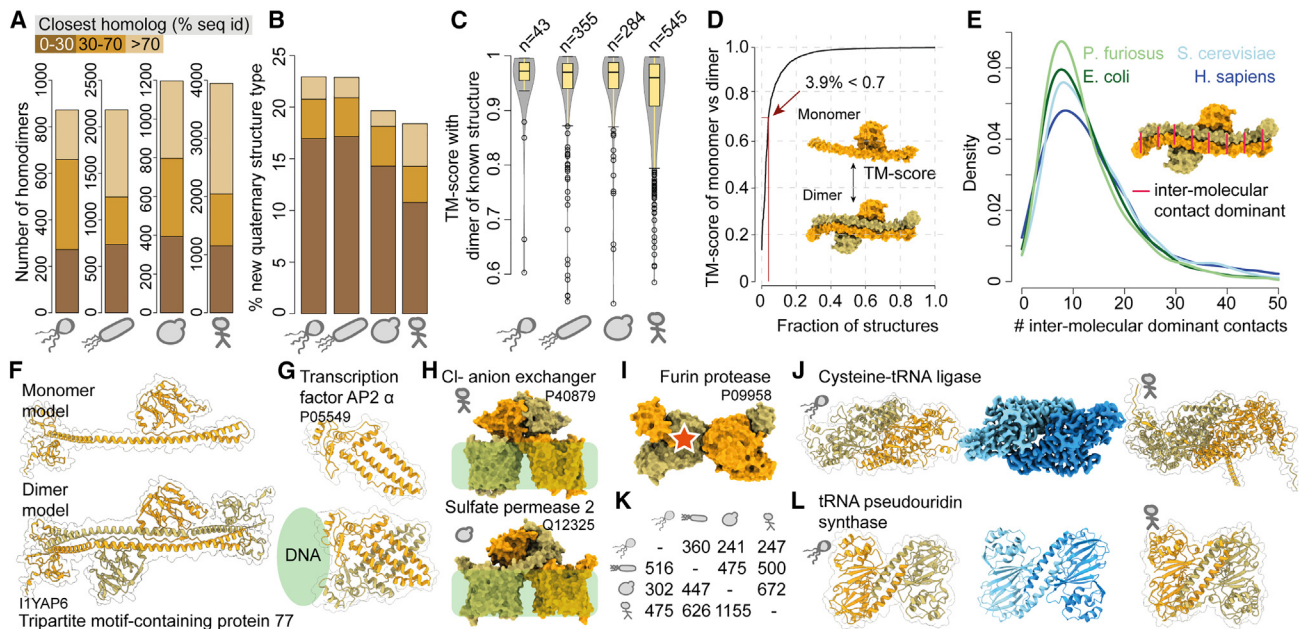 A
Closest homolog (% seq id)
0-30 30-70 >70
Number of homodimers
1000
800
600
400
200
0
2500
2000
1500
1000
500
0
1200
1000
800
600
400
200
0
4000
3000
2000
1000
0
B
% new quaternary structure type
25
20
15
10
5
0
C
n=43
n=355
n=284
n=545
TM-score with
dimer of known structure
1
0.9
0.8
0.7
0.6
D
TM-score of monomer vs dimer
1.0
0.8
0.6
0.4
0.2
0
3.9% < 0.7
Monomer
TM-score
Dimer
0 0.2 0.4 0.6 0.8 1.0
Fraction of structures
E
P. furiosus S. cerevisiae
E. coli H. sapiens
Density
0.06
0.04
0.02
0
inter-molecular
contact dominant
0 10 20 30 40 50
# inter-molecular dominant contacts
F
Monomer
model
Dimer
model
I1YAP6
Tripartite motif-containing protein 77
G
Transcription
factor AP2 α
P05549
DNA
H
Cl- anion exchanger
P40879
Sulfate permease 2
Q12325
I
Furin protease
P09958
J
Cysteine-tRNA ligase
K
- 360 241 247
516 - 475 500
302 447 - 672
475 626 1155 -
L
tRNA pseudouridin
synthase